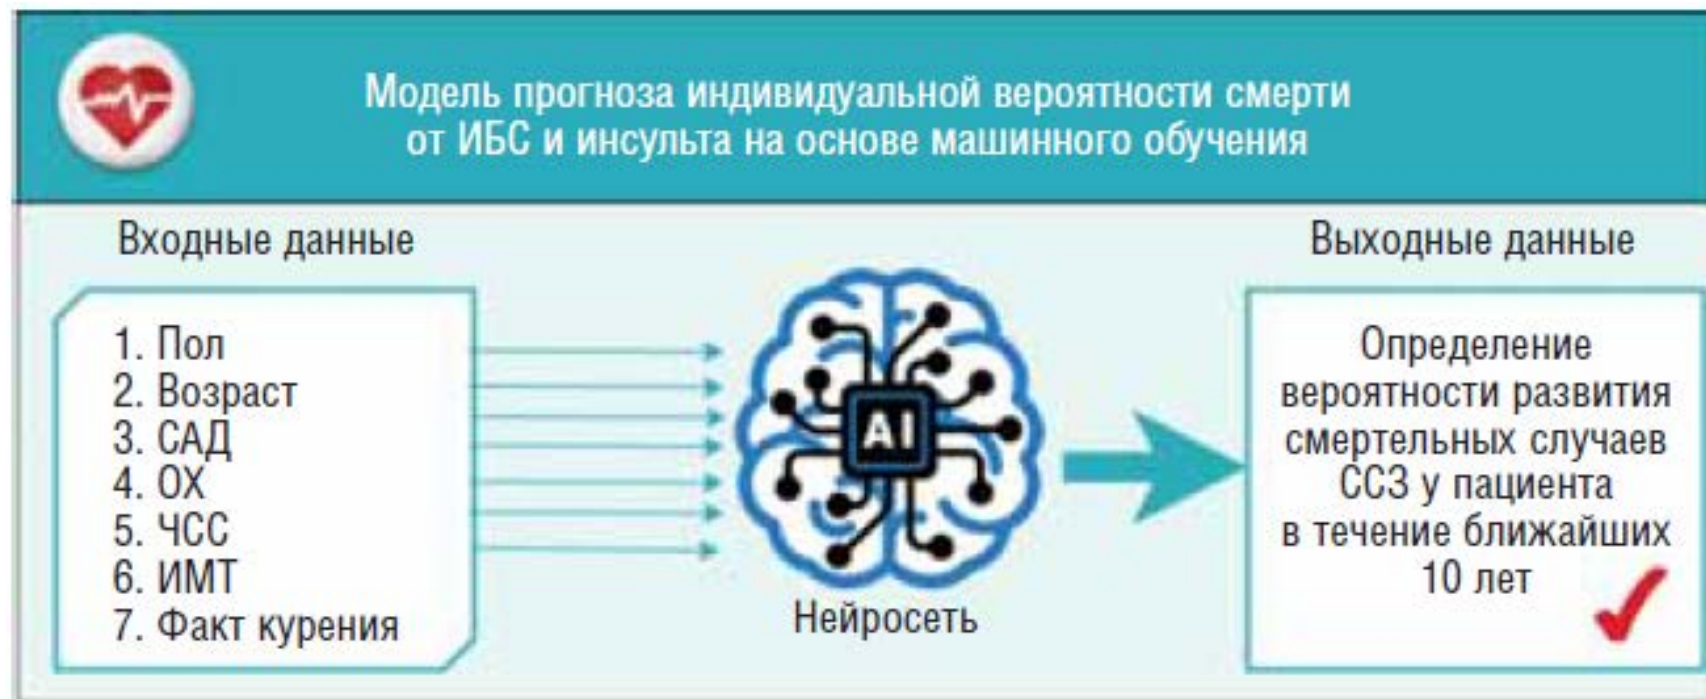 Модель прогноза индивидуальной вероятности смерти
от ИБС и инсульта на основе машинного обучения
Входные данные
1. Пол
2. Возраст
3. САД
4. ОХ
5. ЧСС
6. ИМТ
7. Факт курения
AI
Нейросеть
Выходные данные
Определение
вероятности развития
смертельных случаев
ССЗ у пациента
в течение ближайших
10 лет